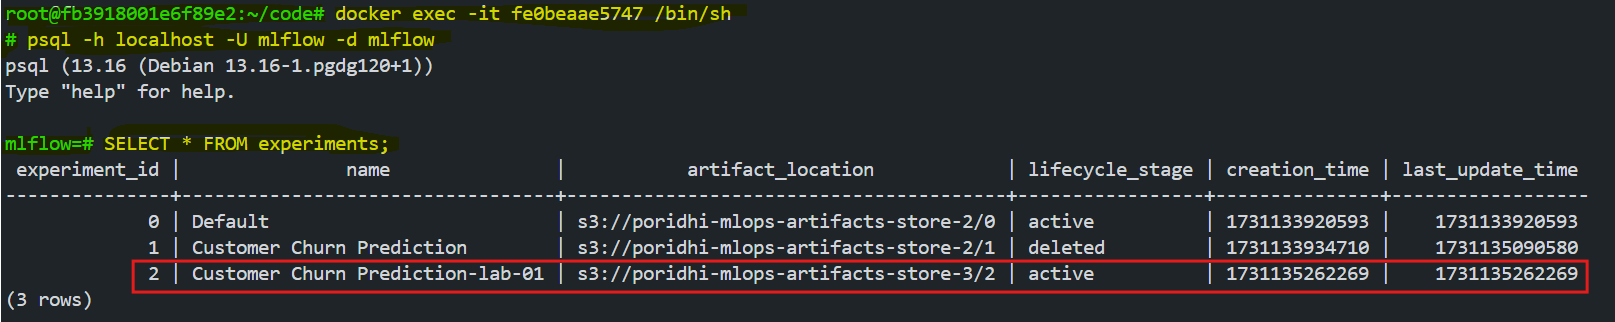 root@fb3918001e6f89e2:~/code# docker exec -it fe0beaae5747 /bin/sh
# psql -h localhost -U mlflow -d mlflow
psql (13.16 (Debian 13.16-1.pgdg120+1))
Type "help" for help.

mlflow=# SELECT * FROM experiments;
 experiment_id |              name               |            artifact_location             | lifecycle_stage | creation_time | last_update_time
---------------+---------------------------------+------------------------------------------+-----------------+---------------+------------------
             0 | Default                         | s3://poridhi-mlops-artifacts-store-2/0 | active          | 1731133920593 |    1731133920593
             1 | Customer Churn Prediction       | s3://poridhi-mlops-artifacts-store-2/1 | deleted         | 1731133934710 |    1731135090580
             2 | Customer Churn Prediction-lab-01 | s3://poridhi-mlops-artifacts-store-3/2 | active          | 1731135262269 |    1731135262269
(3 rows)